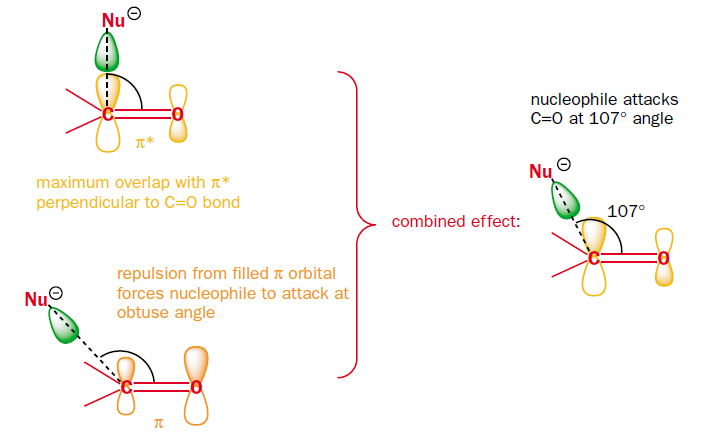 Nu⊖
C O
π*
maximum overlap with π*
perpendicular to C=O bond
repulsion from filled π orbital
forces nucleophile to attack at
obtuse angle
Nu⊖
C O
π
combined effect:
nucleophile attacks
C=O at 107° angle
Nu⊖
107°
C O